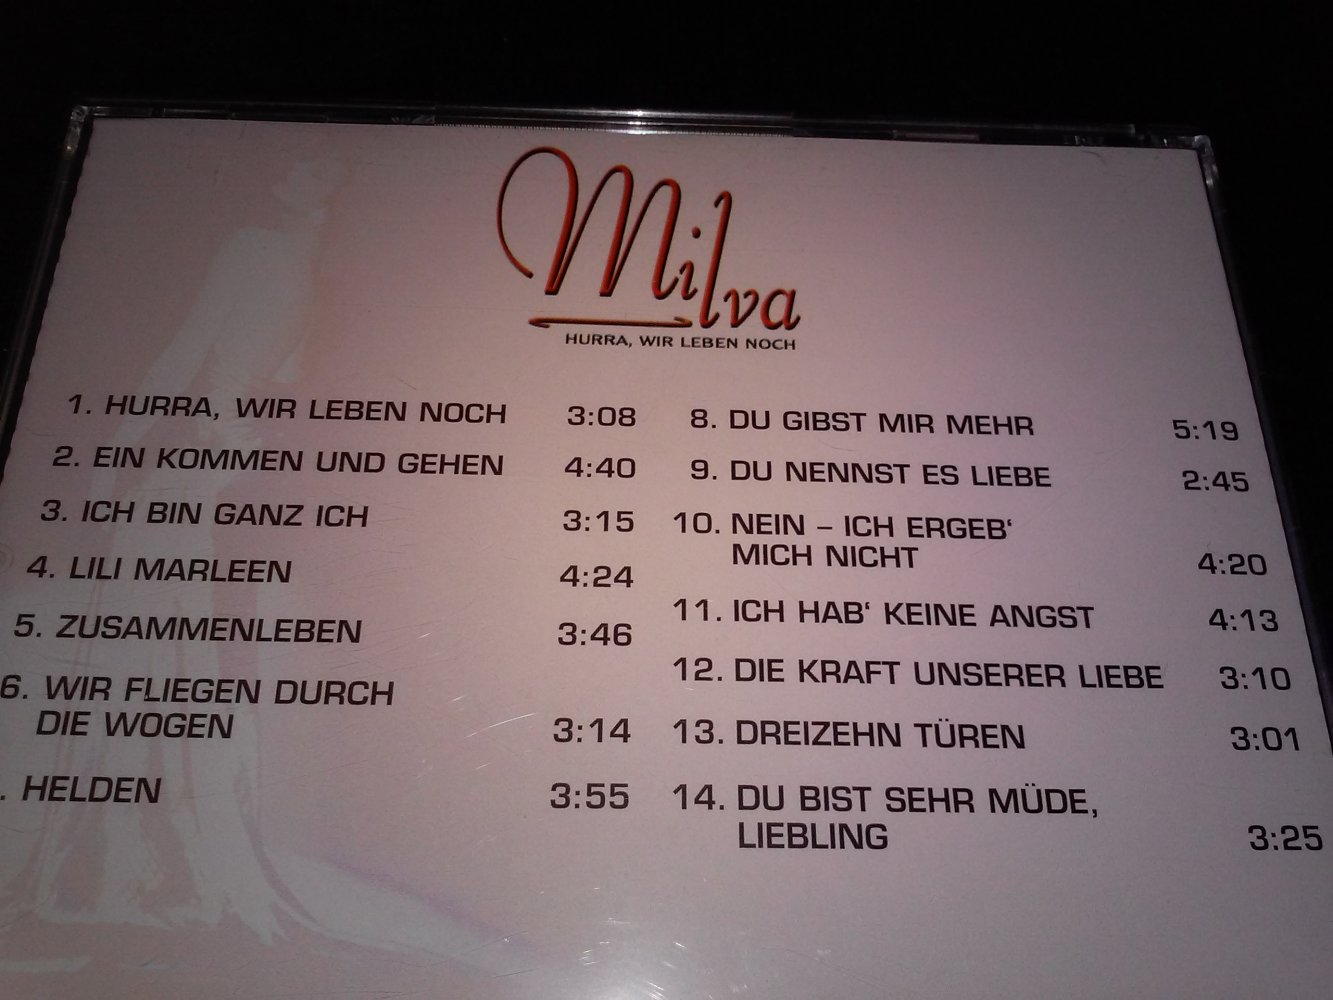 Milva
HURRA, WIR LEBEN NOCH
1. HURRA, WIR LEBEN NOCH 3:08
2. EIN KOMMEN UND GEHEN 4:40
3. ICH BIN GANZ ICH 3:15
4. LILI MARLEEN 4:24
5. ZUSAMMENLEBEN 3:46
6. WIR FLIEGEN DURCH
DIE WOGEN 3:14
. HELDEN 3:55
8. DU GIBST MIR MEHR 5:19
9. DU NENNST ES LIEBE 2:45
10. NEIN – ICH ERGEB‘
MICH NICHT 4:20
11. ICH HAB‘ KEINE ANGST 4:13
12. DIE KRAFT UNSERER LIEBE 3:10
13. DREIZEHN TÜREN 3:01
14. DU BIST SEHR MÜDE,
LIEBLING 3:25